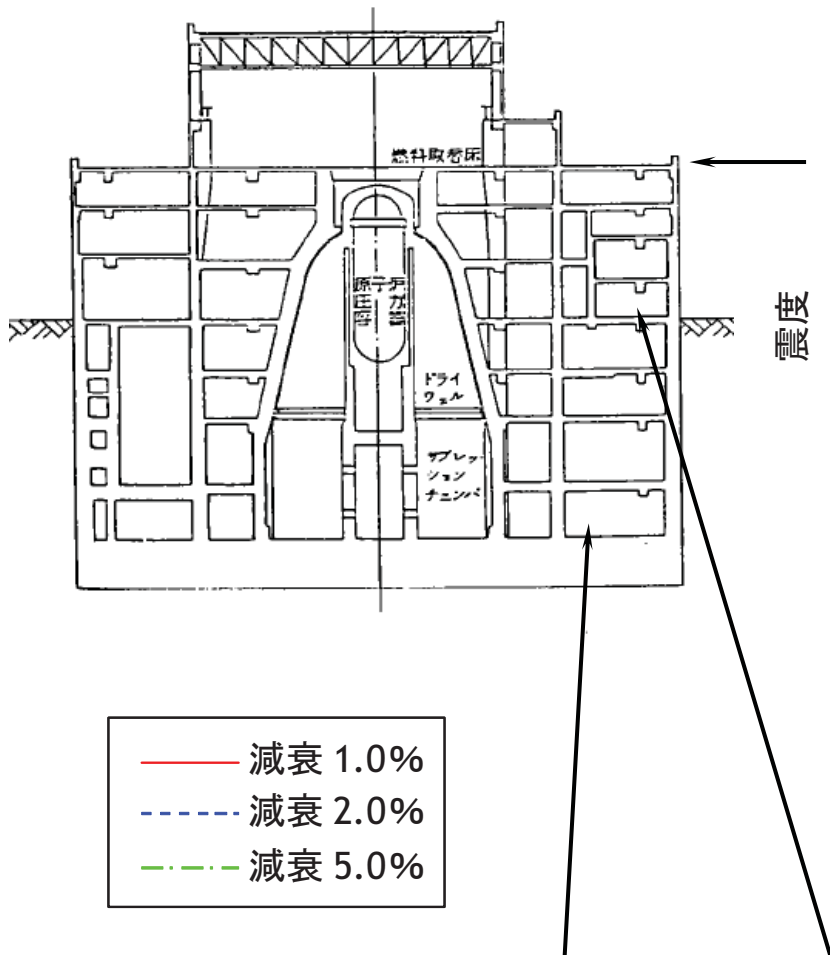 燃料取替床
原子炉
圧力
容器
ドライ
ウェル
サプレッ
ション
チェンバ
震度
減衰 1.0%
減衰 2.0%
減衰 5.0%